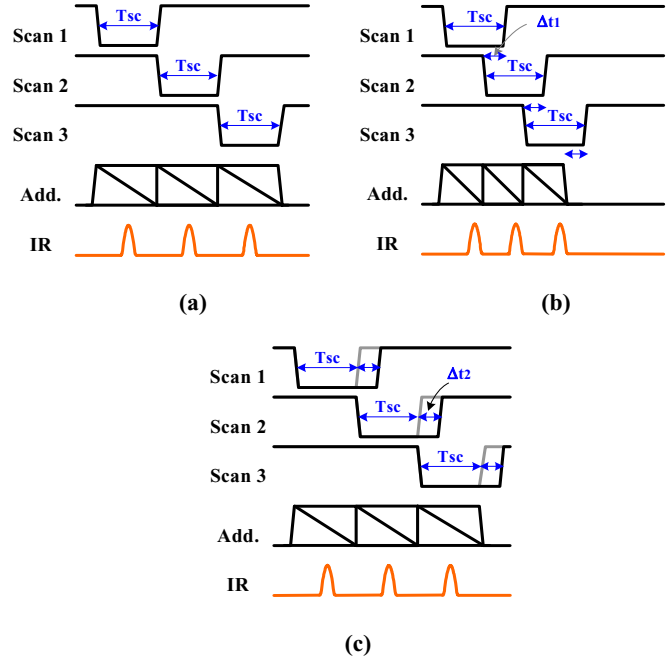 Tsc
Scan 1
Tsc
Scan 2
Tsc
Scan 3
Add.
IR
(a)
Tsc
Δt1
Scan 1
Tsc
Scan 2
Tsc
Scan 3
Add.
IR
(b)
Tsc
Scan 1
Δt2
Tsc
Scan 2
Tsc
Scan 3
Add.
IR
(c)